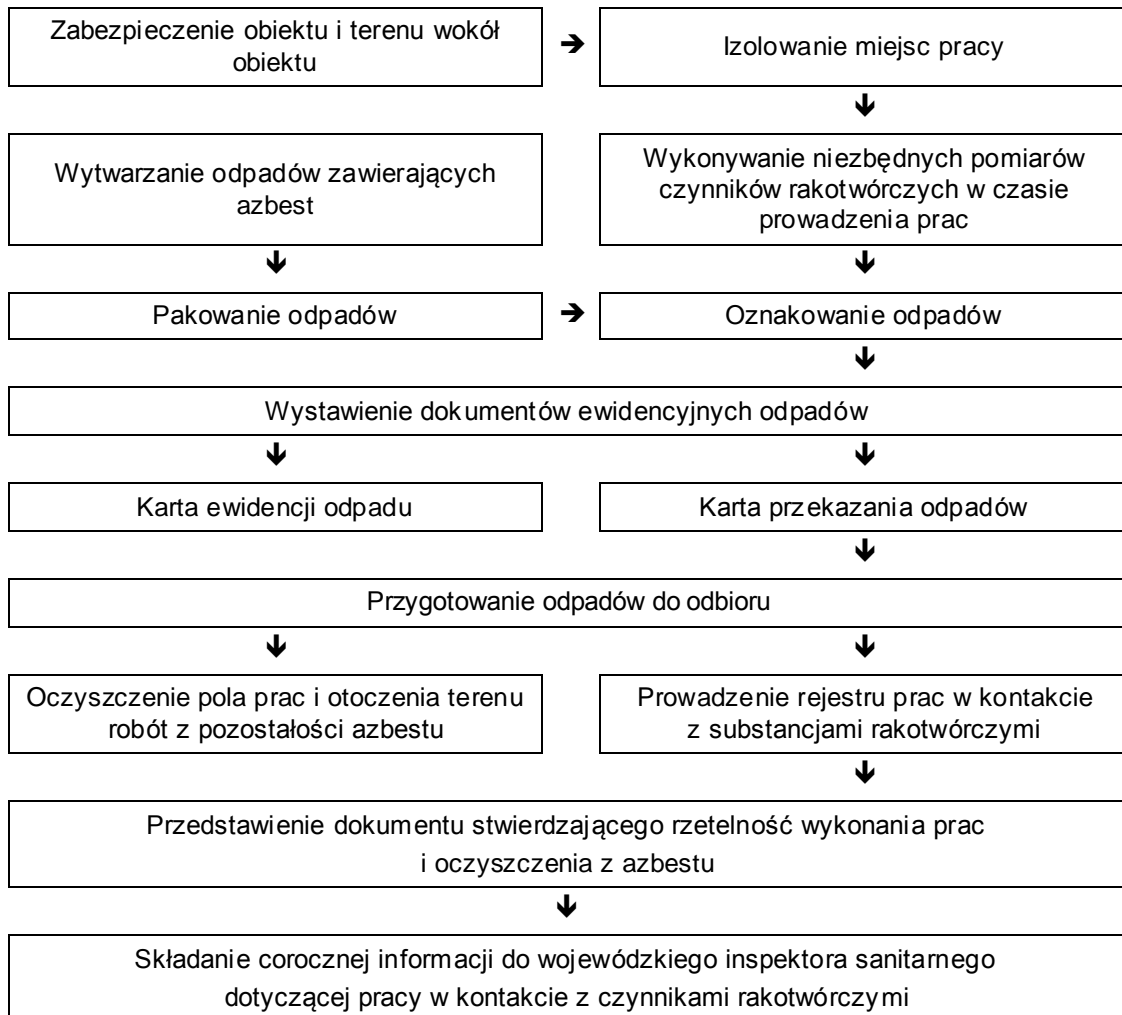 Zabezpieczenie obiektu i terenu wokół
obiektu
Izolowanie miejsc pracy
Wytwarzanie odpadów zawierających
azbest
Wykonywanie niezbędnych pomiarów
czynników rakotwórczych w czasie
prowadzenia prac
Pakowanie odpadów
Oznakowanie odpadów
Wystawienie dokumentów ewidencyjnych odpadów
Karta ewidencji odpadu
Karta przekazania odpadów
Przygotowanie odpadów do odbioru
Oczyszczenie pola prac i otoczenia terenu
robót z pozostałości azbestu
Prowadzenie rejestru prac w kontakcie
z substancjami rakotwórczymi
Przedstawienie dokumentu stwierdzającego rzetelność wykonania prac
i oczyszczenia z azbestu
Składanie corocznej informacji do wojewódzkiego inspektora sanitarnego
dotyczącej pracy w kontakcie z czynnikami rakotwórczymi